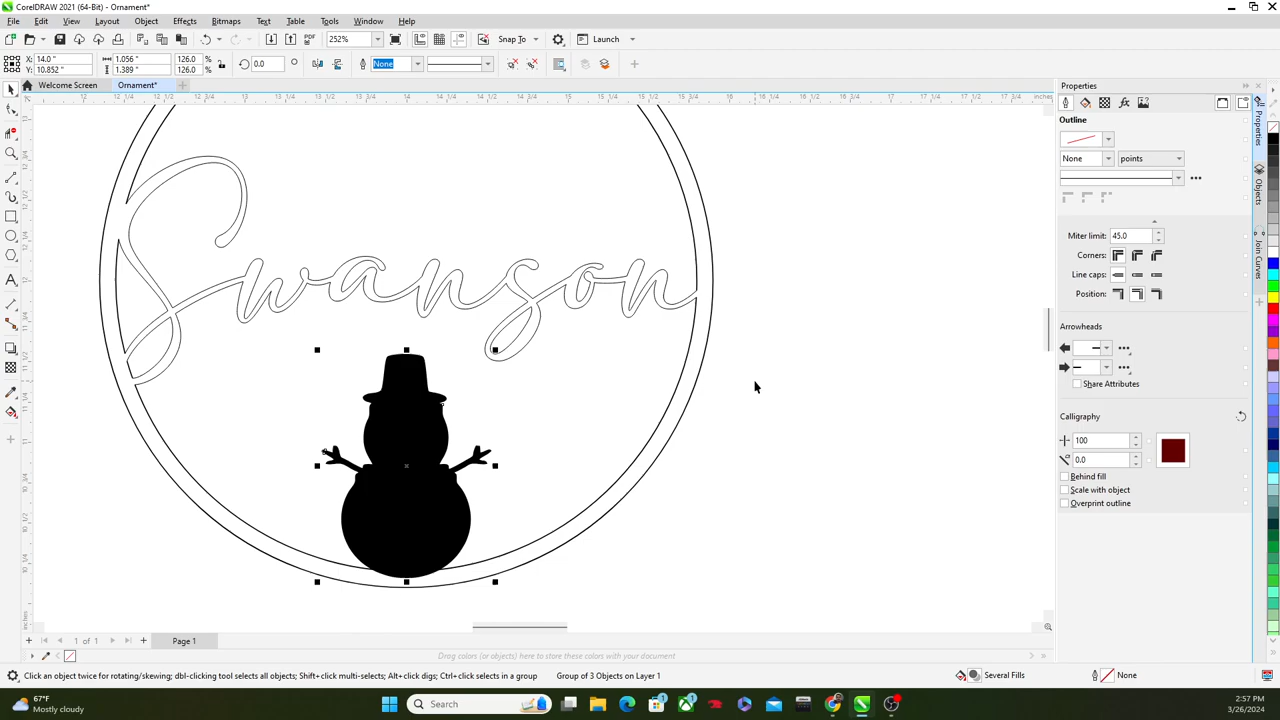 CorelDRAW 2021 (64-Bit) - Ornament*
File Edit View Layout Object Effects Bitmaps Text Table Tools Window Help
252% Snap To Launch
X: 14.0 " 1.056 " 126.0 % 0.0 None
Y: 10.852 " 1.389 " 126.0 %
Welcome Screen Ornament*
inches
Swanson
Properties
Outline
None points
Miter limit: 45.0
Corners:
Line caps:
Position:
Arrowheads
Share Attributes
Calligraphy
100
0.0
Behind fill
Scale with object
Overprint outline
Properties
Objects
Join Curves
1 of 1 Page 1
Drag colors (or objects) here to store these colors with your document
Click an object twice for rotating/skewing; dbl-clicking tool selects all objects; Shift+click multi-selects; Alt+click digs; Ctrl+click selects in a group Group of 3 Objects on Layer 1 Several Fills None
67°F
Mostly cloudy
Search
2:57 PM
3/26/2024